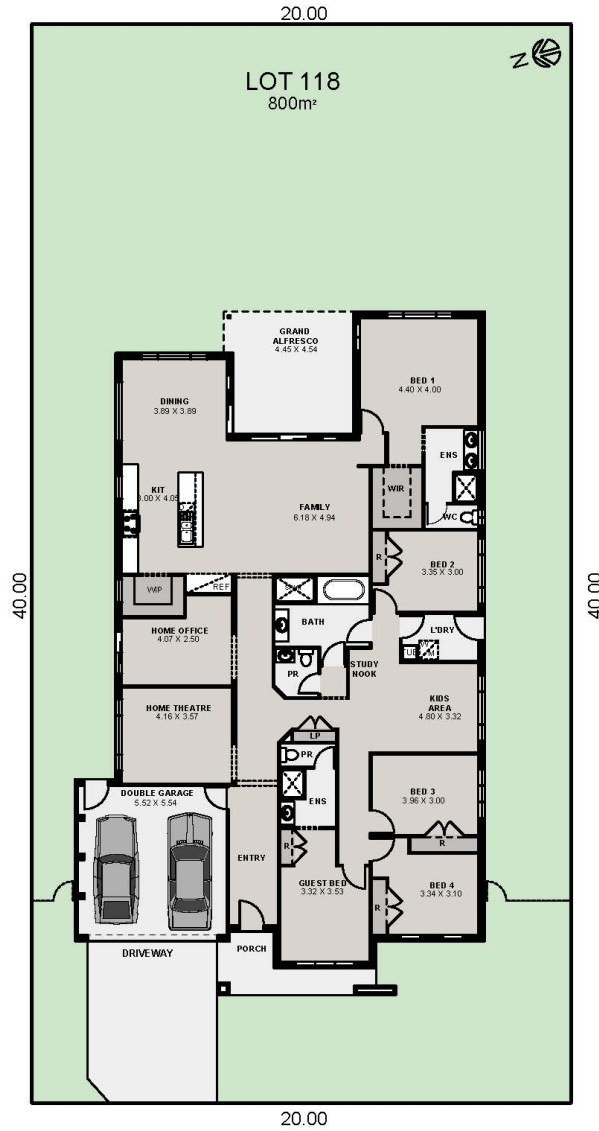 20.00
LOT 118
800m²
N
GRAND
ALFRESCO
4.45 X 4.54
BED 1
4.40 X 4.00
DINING
3.89 X 3.89
ENS
KIT
3.00 X 4.05
WIR
FAMILY
6.18 X 4.94
WC
R
BED 2
3.35 X 3.00
40.00
40.00
WIP
REF
BATH
HOME OFFICE
4.07 X 2.50
L'DRY
PR
STUDY
NOOK
KIDS
AREA
4.80 X 3.32
HOME THEATRE
4.16 X 3.57
LP
PR
DOUBLE GARAGE
5.52 X 5.54
ENS
BED 3
3.96 X 3.00
R
R
ENTRY
GUEST BED
3.32 X 3.53
BED 4
3.34 X 3.10
R
PORCH
DRIVEWAY
20.00